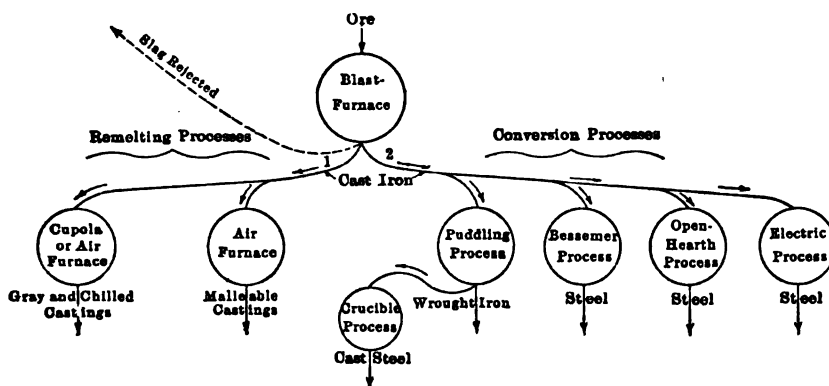 Ore
Slag Rejected
Blast-
Furnace
Remelting Processes
Conversion Processes
1
2
Cast Iron
Cupola
or Air
Furnace
Air
Furnace
Puddling
Process
Bessemer
Process
Open-
Hearth
Process
Electric
Process
Gray and Chilled
Castings
Malleable
Castings
Wrought Iron
Steel
Steel
Steel
Crucible
Process
Cast Steel